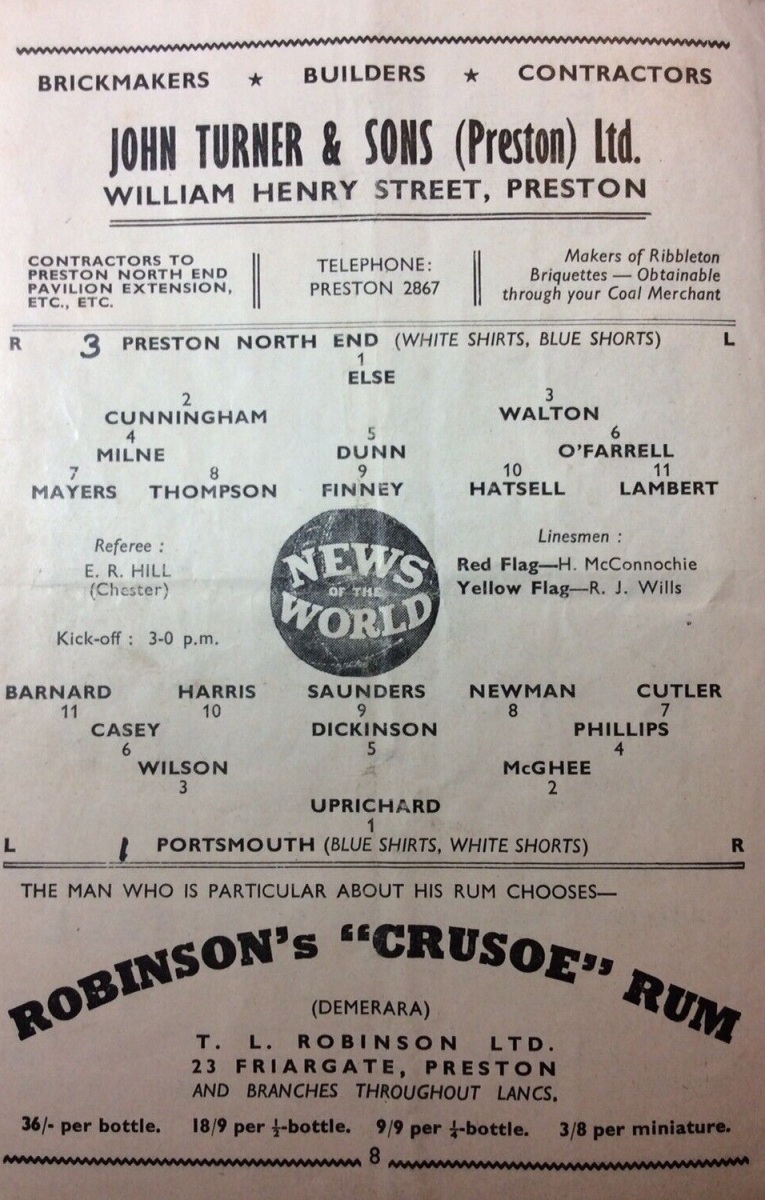 BRICKMAKERS ★ BUILDERS ★ CONTRACTORS
JOHN TURNER & SONS (Preston) Ltd.
WILLIAM HENRY STREET, PRESTON
CONTRACTORS TO
PRESTON NORTH END
PAVILION EXTENSION,
ETC., ETC.
TELEPHONE:
PRESTON 2867
Makers of Ribbleton
Briquettes — Obtainable
through your Coal Merchant
R 3 PRESTON NORTH END (WHITE SHIRTS, BLUE SHORTS) L
1
ELSE
2 3
CUNNINGHAM WALTON
4 5 6
MILNE DUNN O'FARRELL
7 8 9 10 11
MAYERS THOMPSON FINNEY HATSELL LAMBERT
Referee :
E. R. HILL
(Chester)
Kick-off : 3-0 p.m.
NEWS
OF THE
WORLD
Linesmen :
Red Flag—H. McConnochie
Yellow Flag—R. J. Wills
BARNARD HARRIS SAUNDERS NEWMAN CUTLER
11 10 9 8 7
CASEY DICKINSON PHILLIPS
6 5 4
WILSON McGHEE
3 2
UPRICHARD
1
L 1 PORTSMOUTH (BLUE SHIRTS, WHITE SHORTS) R
THE MAN WHO IS PARTICULAR ABOUT HIS RUM CHOOSES—
ROBINSON's "CRUSOE" RUM
(DEMERARA)
T. L. ROBINSON LTD.
23 FRIARGATE, PRESTON
AND BRANCHES THROUGHOUT LANCS.
36/- per bottle. 18/9 per ½-bottle. 9/9 per ¼-bottle. 3/8 per miniature.
8